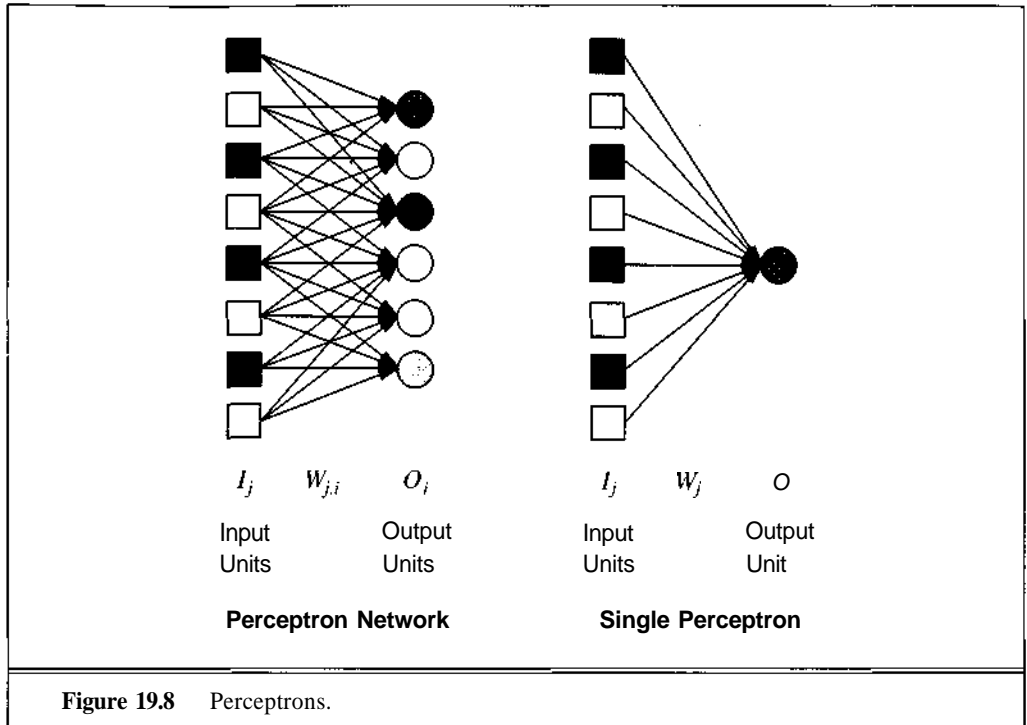 I_j W_{j,i} O_i
Input Output
Units Units
Perceptron Network
I_j W_j O
Input Output
Units Unit
Single Perceptron
Figure 19.8 Perceptrons.